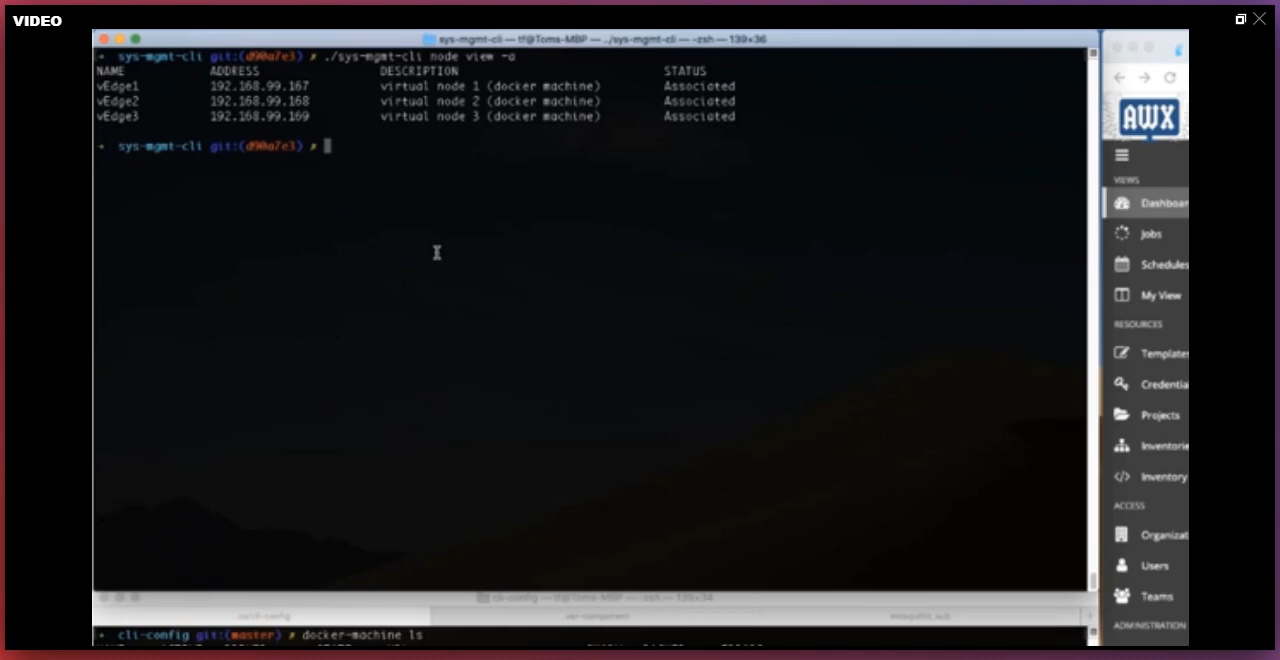 VIDEO
sys-mgmt-cli — tf@Toms-MBP — ../sys-mgmt-cli — -zsh — 139×36
sys-mgmt-cli git:(d90a7e3) ✗ ./sys-mgmt-cli node view -a
NAME ADDRESS DESCRIPTION STATUS
vEdge1 192.168.99.167 virtual node 1 (docker machine) Associated
vEdge2 192.168.99.168 virtual node 2 (docker machine) Associated
vEdge3 192.168.99.169 virtual node 3 (docker machine) Associated
sys-mgmt-cli git:(d90a7e3) ✗
AWX
VIEWS
Dashboar
Jobs
Schedules
My View
RESOURCES
Templates
Credentia
Projects
Inventorie
Inventory
ACCESS
Organizat
Users
Teams
ADMINISTRATION
cli-config — tf@Toms-MBP — -zsh — 139×34
cli-config git:(master) ✗ docker-machine ls